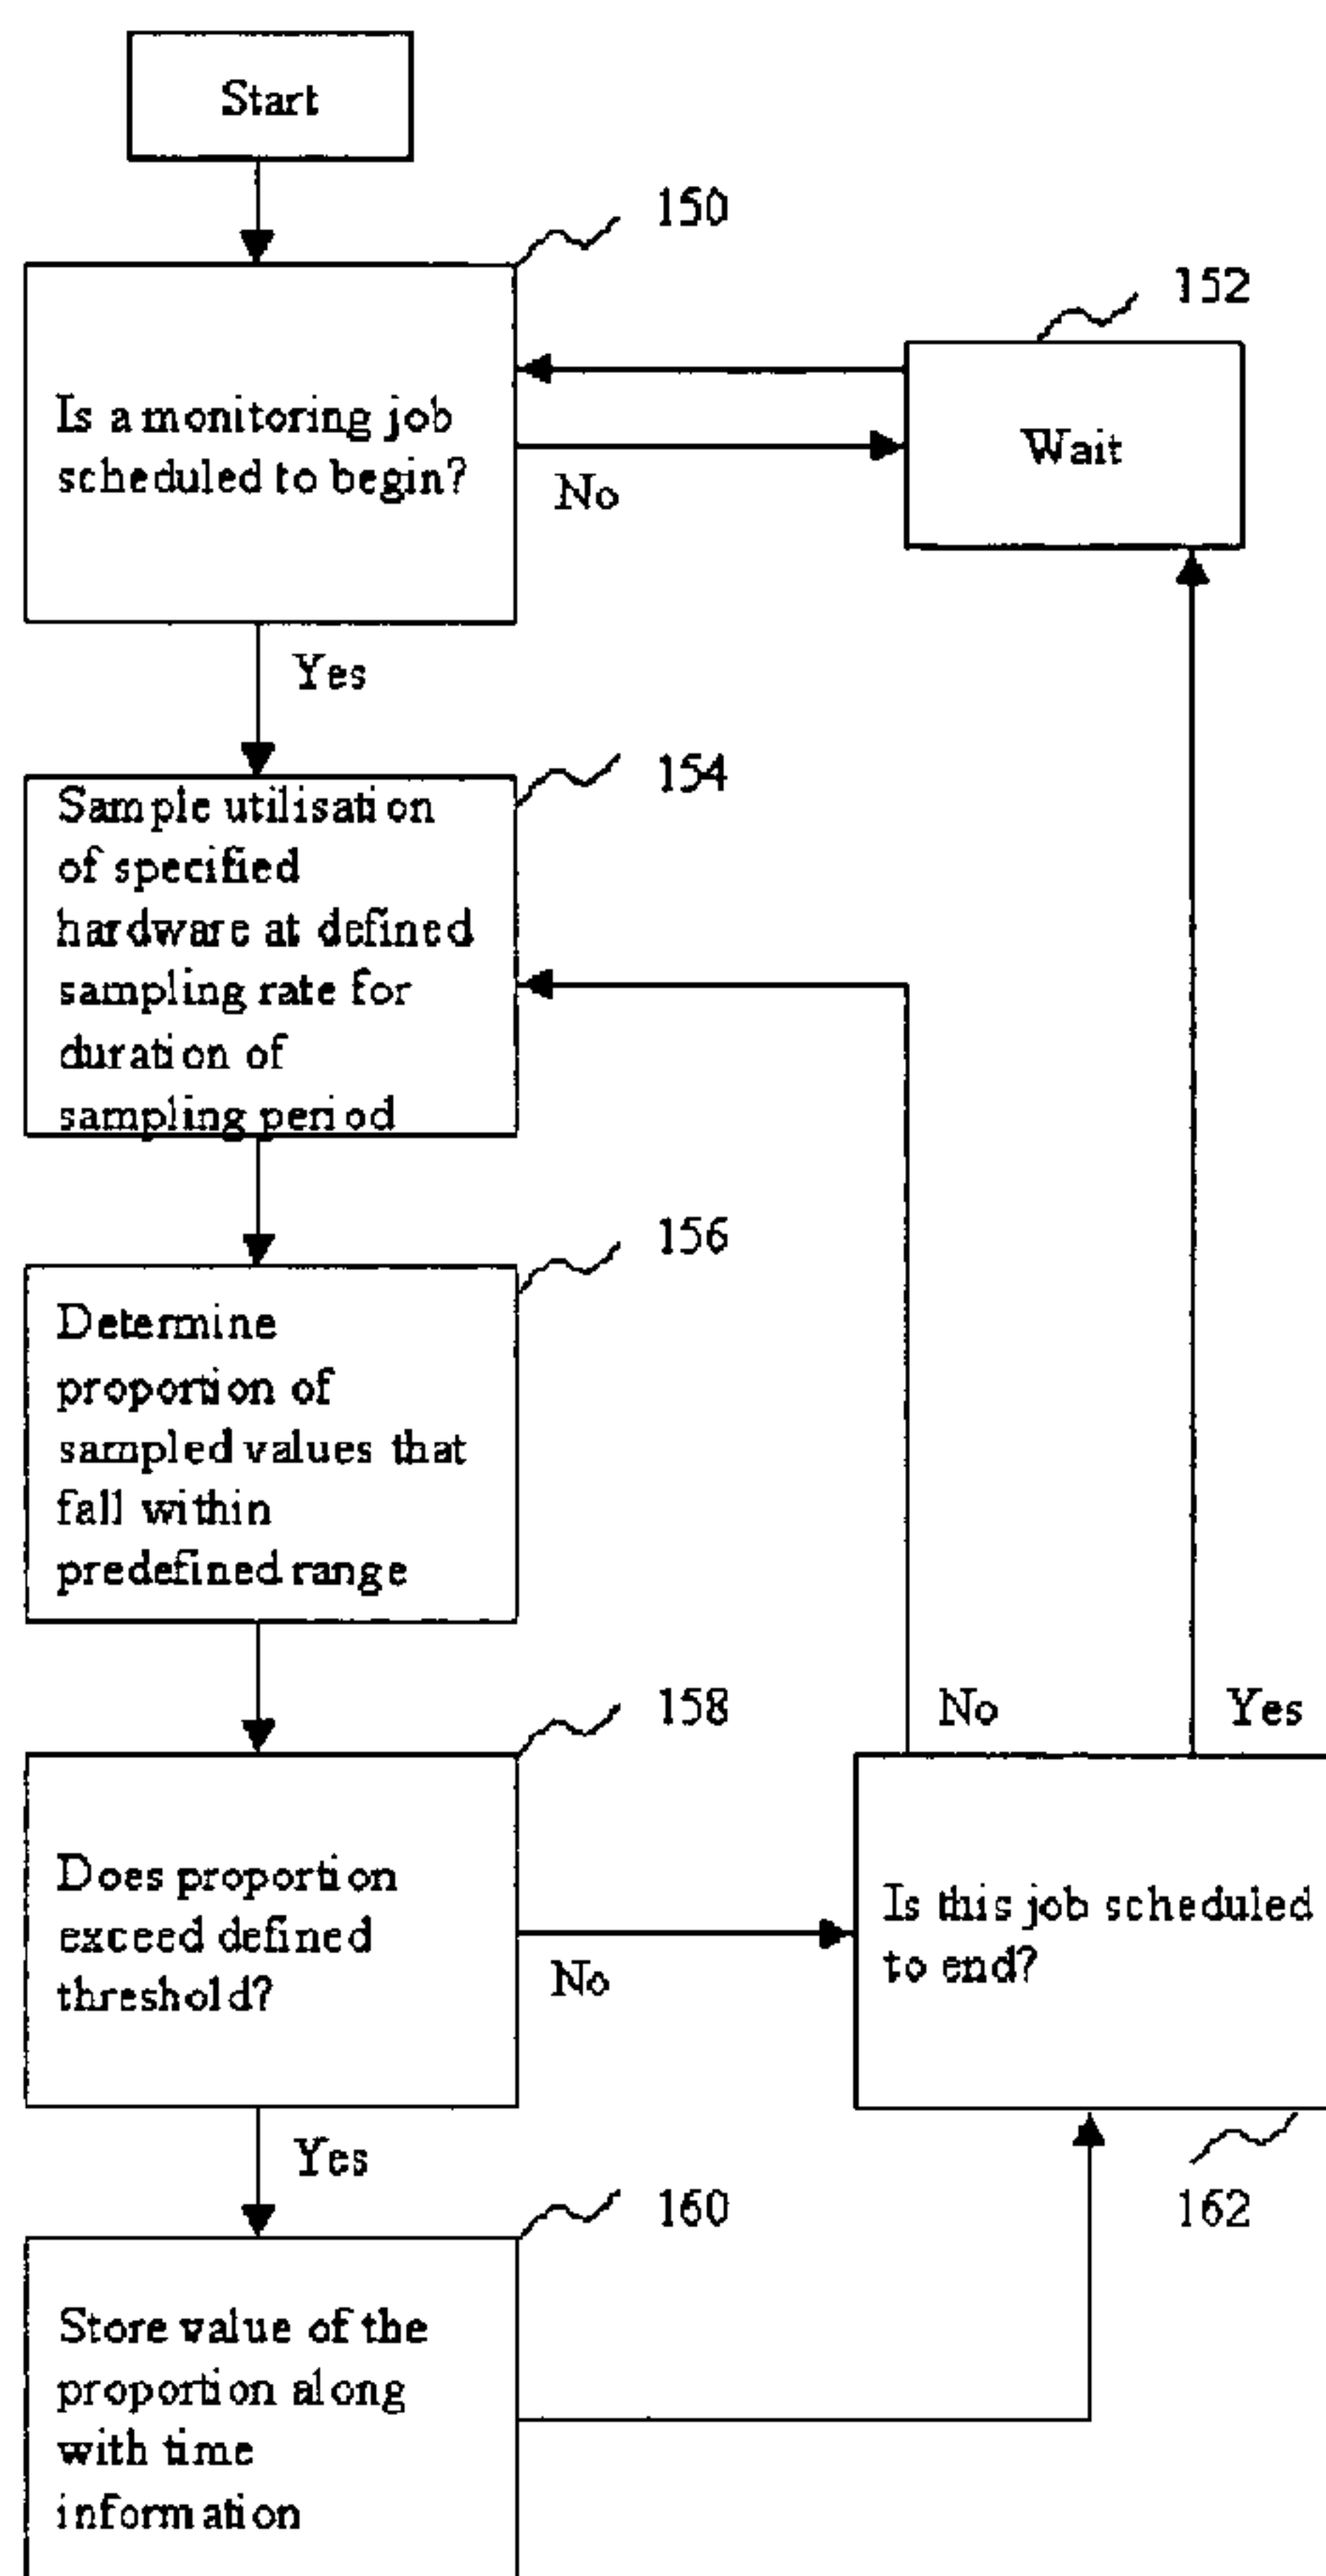 Start
150
152
Is a monitoring job
scheduled to begin?
Wait
No
Yes
154
Sample utilisation
of specified
hardware at defined
sampling rate for
duration of
sampling period
156
Determine
proportion of
sampled values that
fall within
predefined range
158
No
Yes
Does proportion
exceed defined
threshold?
No
Is this job scheduled
to end?
Yes
160
162
Store value of the
proportion along
with time
information